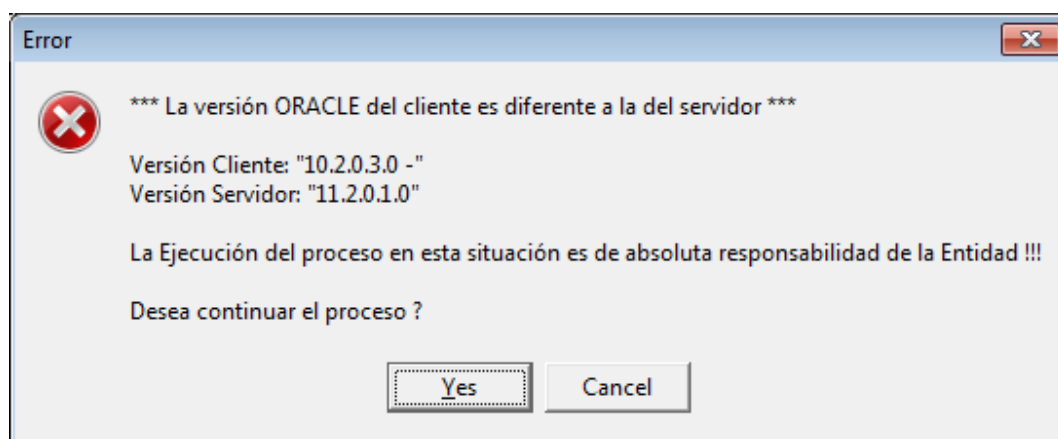 Error
*** La versión ORACLE del cliente es diferente a la del servidor ***
Versión Cliente: "10.2.0.3.0 -"
Versión Servidor: "11.2.0.1.0"
La Ejecución del proceso en esta situación es de absoluta responsabilidad de la Entidad !!!
Desea continuar el proceso ?
Yes
Cancel